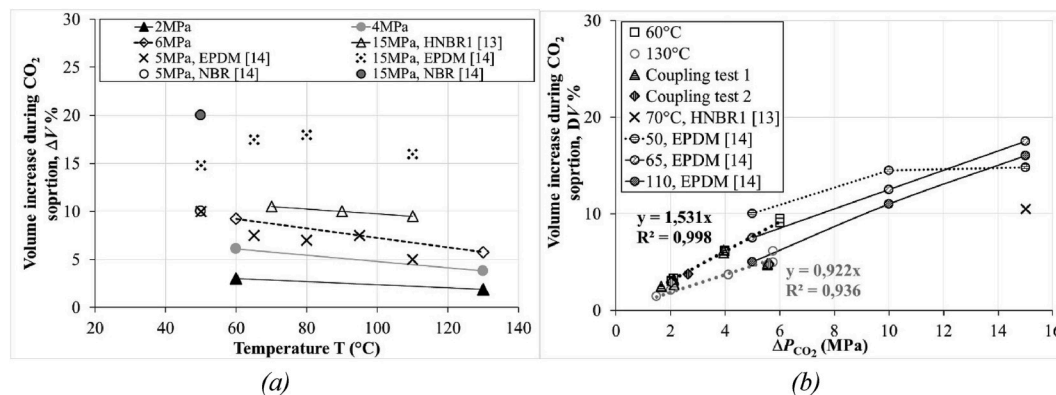 2MPa
4MPa
6MPa
15MPa, HNBR1 [13]
5MPa, EPDM [14]
15MPa, EPDM [14]
5MPa, NBR [14]
15MPa, NBR [14]
Volume increase during CO2
soprtion, ΔV %
30
25
20
15
10
5
0
20 40 60 80 100 120 140
Temperature T (°C)
(a)
Volume increase during CO2
soprtion, DV %
30
20
10
0
60°C
130°C
Coupling test 1
Coupling test 2
70°C, HNBR1 [13]
50, EPDM [14]
65, EPDM [14]
110, EPDM [14]
y = 1,531x
R² = 0,998
y = 0,922x
R² = 0,936
0 2 4 6 8 10 12 14 16
ΔPCO2 (MPa)
(b)